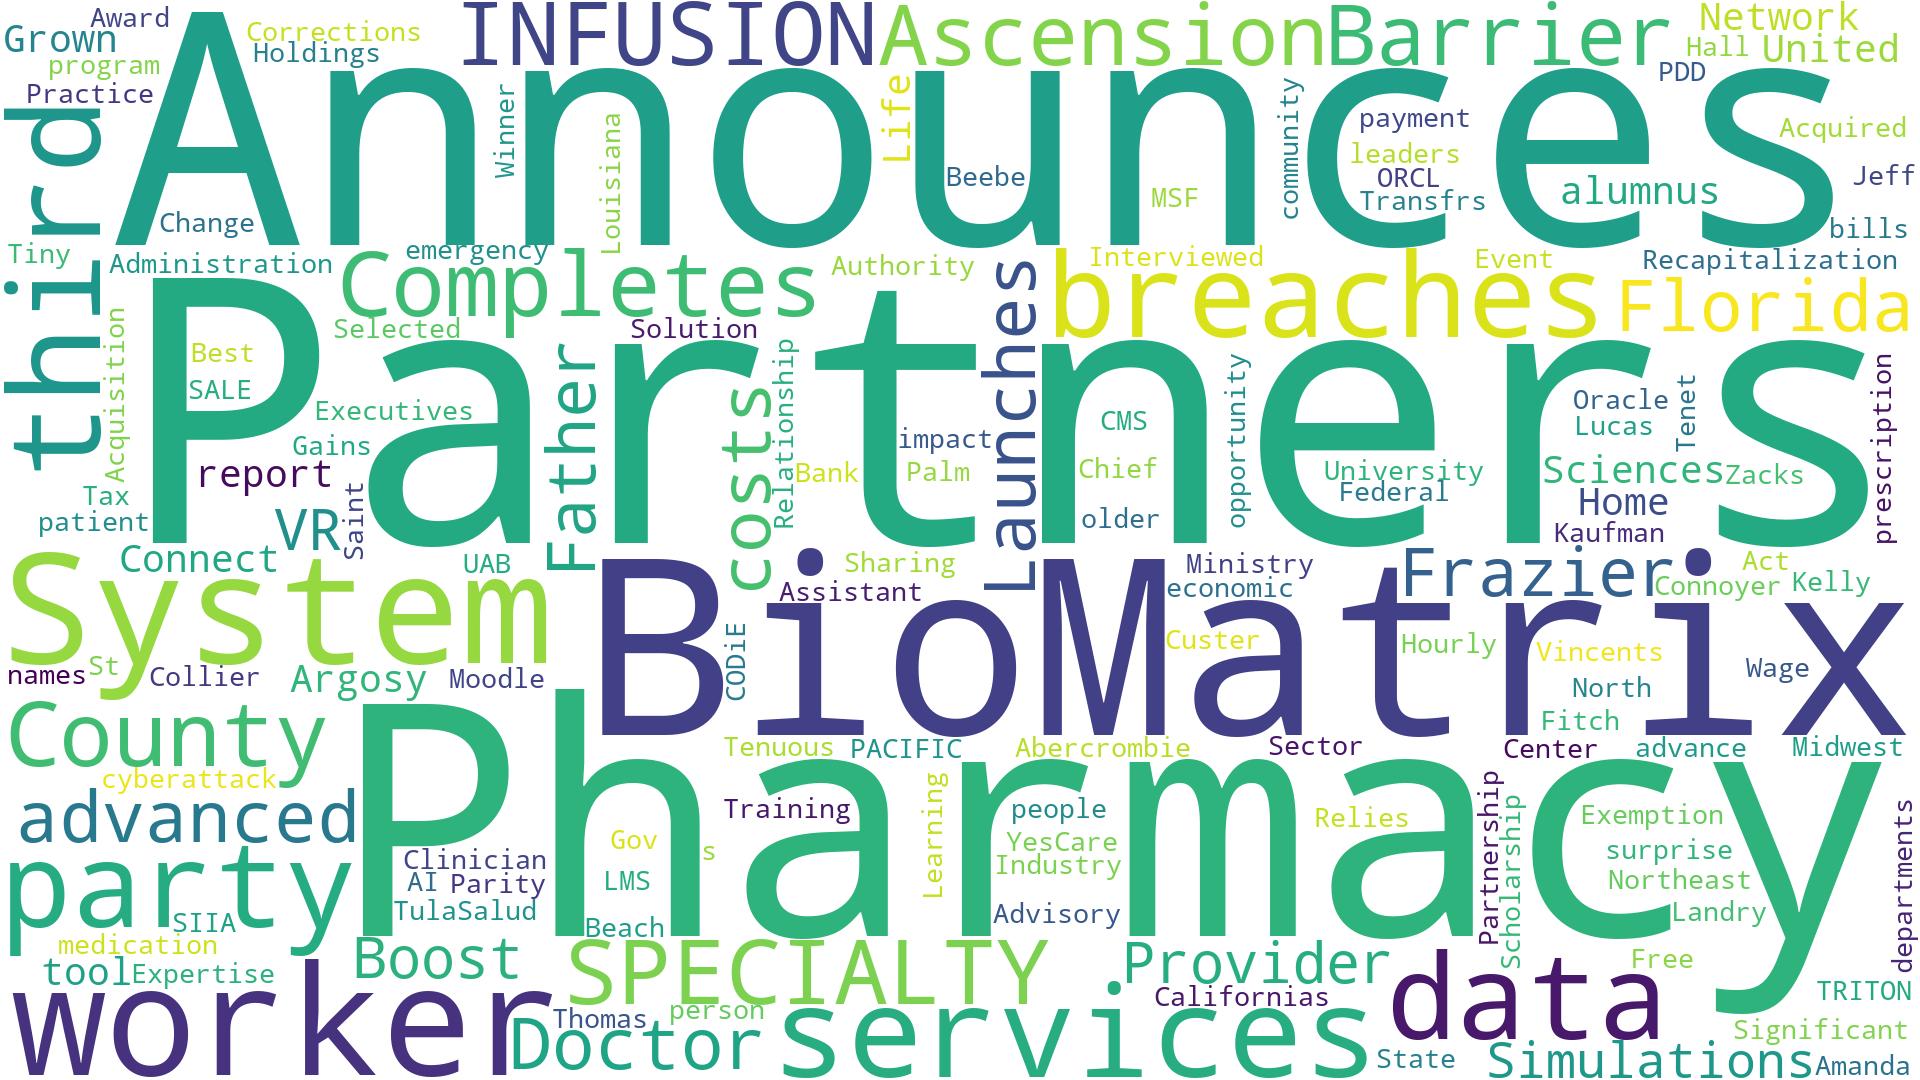 Award
Corrections
INFUSION
Ascension
Barrier
Network
Grown
Holdings
Hall
United
program
PDD
Practice
Announces
third
Winner
Louisiana
Life
Beebe
MSF
community
payment
leaders
ORCL
Transfrs
alumnus
Acquired
Jeff
Change
bills
Tiny
Administration
emergency
Completes
Authority
Launches
Interviewed
breaches
Event
Recapitalization
Florida
Acquisition
Selected
Solution
Partners
Best
SALE
Executives
Gains
report
Father
costs
Relationship
impact
Bank
Palm
CMS
Chief
older
opportunity
University
Federal
Oracle
Lucas
Tenet
Sciences
Zacks
Home
Kaufman
prescription
Tax
patient
VR
Saint
Connect
UAB
Sharing
Assistant
Ministry
economic
Frazier
Act
Connoyer
Kelly
System
BioMatrix
CODiE
Custer
Hourly
Vincents
Wage
names
St
Collier
Argosy
Moodle
North
Fitch
County
Tenuous
PACIFIC
Abercrombie
Sector
Center
advance
Midwest
cyberattack
Pharmacy
advanced
Training
Learning
people
Relies
Partnership
Scholarship
Exemption
departments
Gov
s
YesCare
surprise
party
Clinician
Industry
AI
Parity
LMS
Northeast
TulaSalud
Advisory
Landry
SIIA
Beach
medication
Boost
SPECIALTY
Provider
data
Free
tool
Expertise
worker
Californias
TRITON
Thomas
person
Doctor
services
Significant
State
Simulations
Amanda